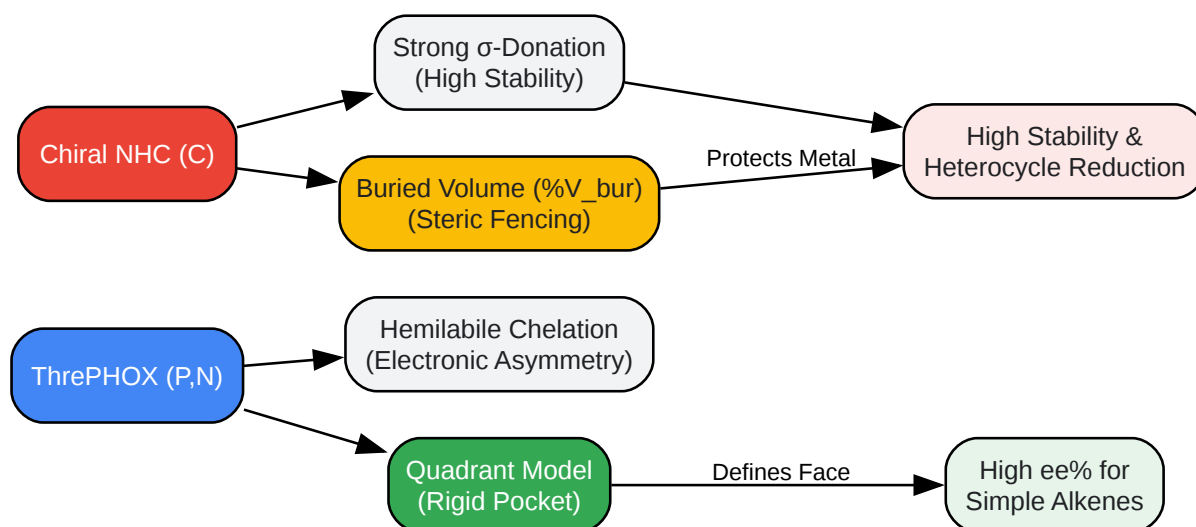 Strong σ-Donation
(High Stability)
Chiral NHC (C)
Buried Volume (%V_bur)
(Steric Fencing)
Protects Metal
High Stability &
Heterocycle Reduction
Hemilabile Chelation
(Electronic Asymmetry)
ThrePHOX (P,N)
Quadrant Model
(Rigid Pocket)
Defines Face
High ee% for
Simple Alkenes